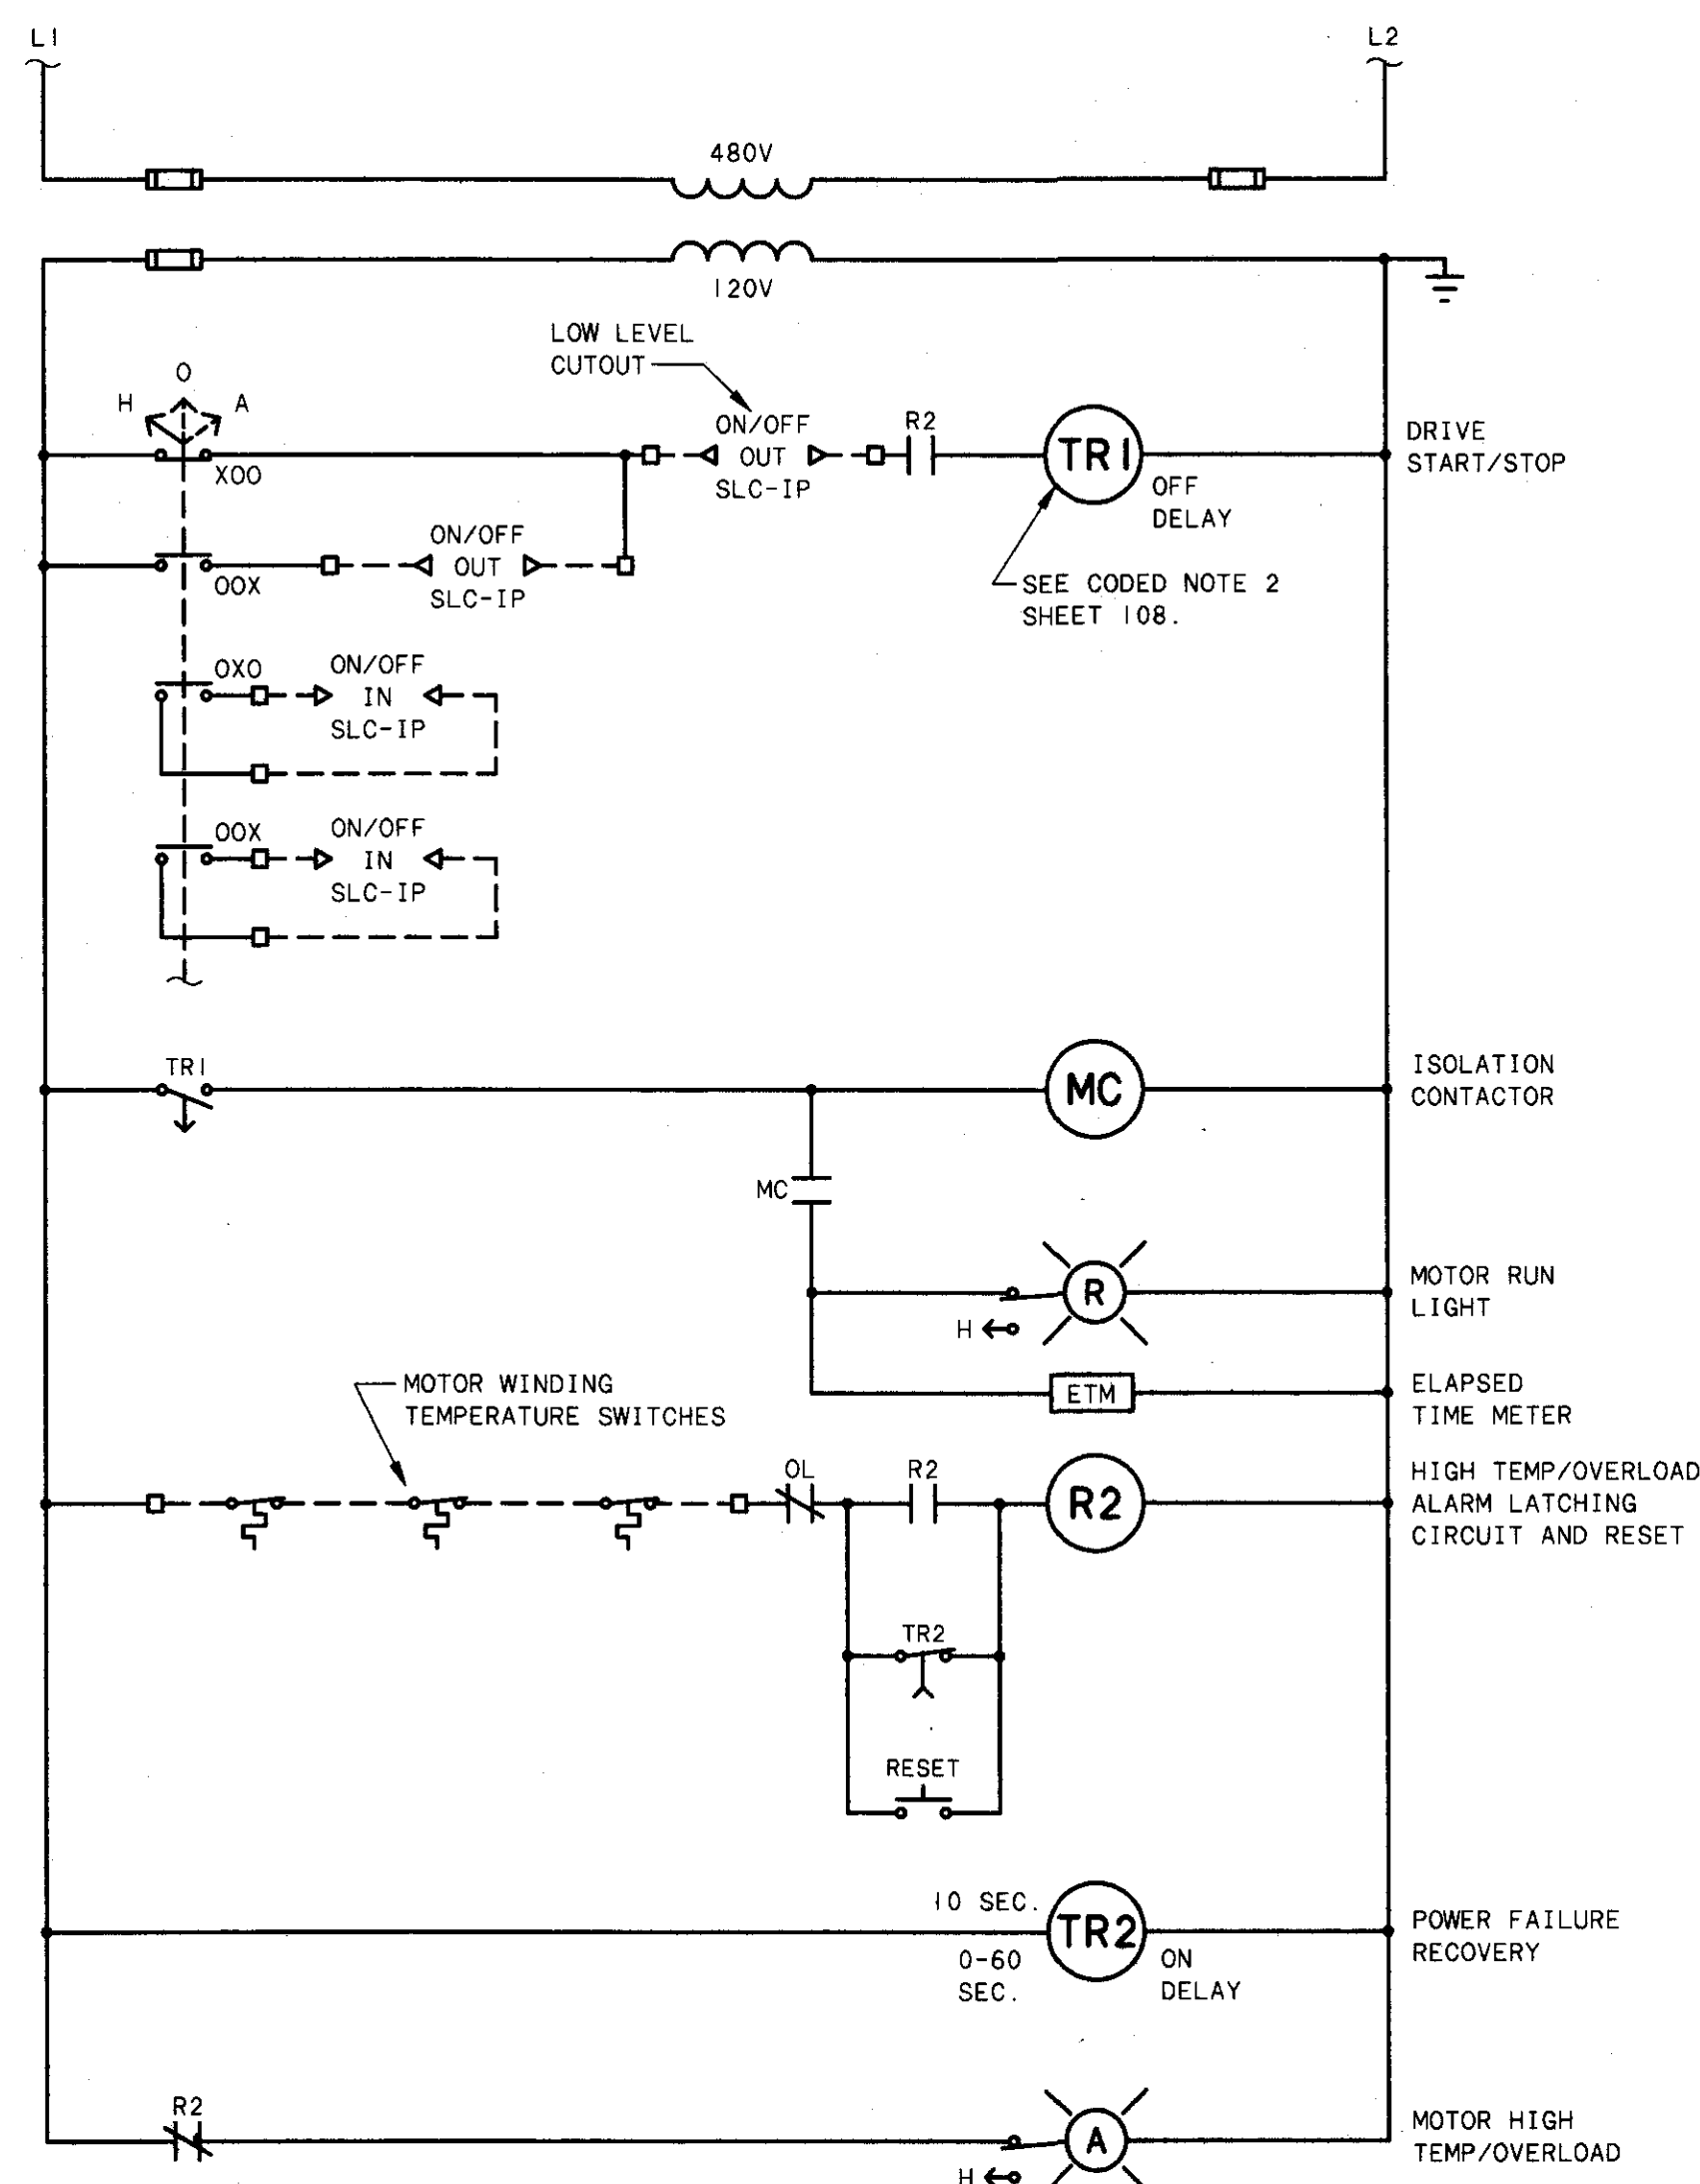 L1
L2
480V
120V
LOW LEVEL
CUTOUT
O
H
A
X00
ON/OFF
OUT
SLC-IP
R2
TR1
OFF
DELAY
DRIVE
START/STOP
SEE CODED NOTE 2
SHEET 108.
00X
ON/OFF
OUT
SLC-IP
0X0
ON/OFF
IN
SLC-IP
00X
ON/OFF
IN
SLC-IP
TR1
MC
ISOLATION
CONTACTOR
MC
R
H
MOTOR RUN
LIGHT
ETM
ELAPSED
TIME METER
MOTOR WINDING
TEMPERATURE SWITCHES
OL
R2
R2
HIGH TEMP/OVERLOAD
ALARM LATCHING
CIRCUIT AND RESET
TR2
RESET
10 SEC.
0-60
SEC.
TR2
ON
DELAY
POWER FAILURE
RECOVERY
R2
A
H
MOTOR HIGH
TEMP/OVERLOAD